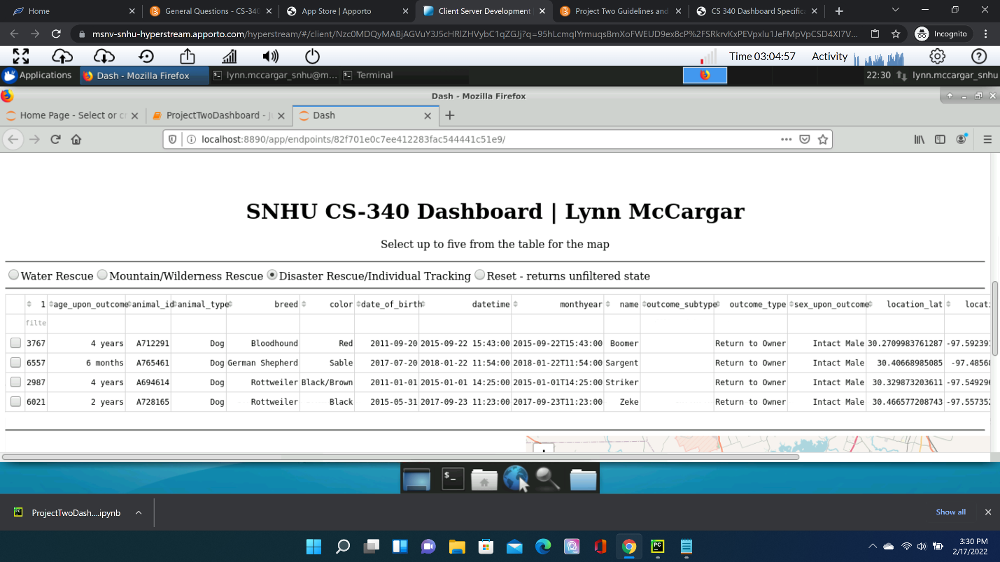 Home General Questions - CS-340 App Store | Apporto Client Server Development Project Two Guidelines and CS 340 Dashboard Specifica
msnv-snhu-hyperstream.apporto.com/hyperstream/#/client/ Incognito
Time 03:04:57 Activity
Applications Dash - Mozilla Firefox lynn.mccargar_snhu@m... Terminal 22:30 lynn.mccargar_snhu
Dash - Mozilla Firefox
Home Page - Select or cr ProjectTwoDashboard - Ju Dash
localhost:8890/app/endpoints/82f701e0c7ee412283fac544441c51e9/
SNHU CS-340 Dashboard | Lynn McCargar
Select up to five from the table for the map
Water Rescue Mountain/Wilderness Rescue Disaster Rescue/Individual Tracking Reset - returns unfiltered state
1 age_upon_outcome animal_id animal_type breed color date_of_birth datetime monthyear name outcome_subtype outcome_type sex_upon_outcome location_lat locati
filte
3767 4 years A712291 Dog Bloodhound Red 2011-09-20 2015-09-22 15:43:00 2015-09-22T15:43:00 Boomer Return to Owner Intact Male 30.2709983761287 -97.592391
6557 6 months A765461 Dog German Shepherd Sable 2017-07-20 2018-01-22 11:54:00 2018-01-22T11:54:00 Sargent Return to Owner Intact Male 30.40668985085 -97.48568
2987 4 years A694614 Dog Rottweiler Black/Brown 2011-01-01 2015-01-01 14:25:00 2015-01-01T14:25:00 Striker Return to Owner Intact Male 30.329873203611 -97.549296
6021 2 years A728165 Dog Rottweiler Black 2015-05-31 2017-09-23 11:23:00 2017-09-23T11:23:00 Zeke Return to Owner Intact Male 30.466577208743 -97.557352
ProjectTwoDash....ipynb Show all
3:30 PM
2/17/2022